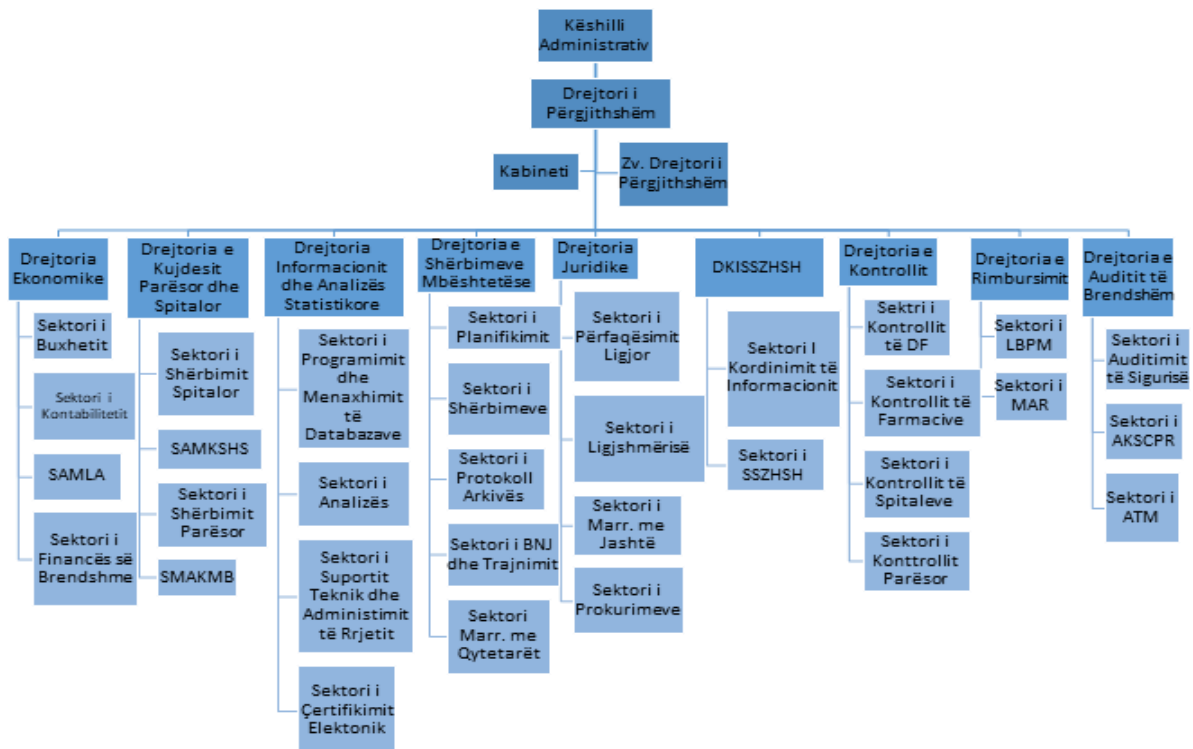 Këshilli
Administrativ
Drejtori i
Përgjithshëm
Kabineti
Zv. Drejtori i
Përgjithshëm
Drejtoria
Ekonomike
Sektori i
Buxhetit
Sektori i
Kontabilitetit
SAMLA
Sektori i
Financës së
Brendshme
Drejtoria e
Kujdesit
Parësor dhe
Spitalor
Sektori i
Shërbimit
Spitalor
SAMKSHS
Sektori i
Shërbimit
Parësor
SMAKMB
Drejtoria
Informacionit
dhe Analizës
Statistikore
Sektori i
Programimit
dhe
Menaxhimit
të
Databazave
Sektori i
Analizës
Sektori i
Suportit
Teknik dhe
Administimit
të Rrjetit
Sektori i
Çertifikimit
Elektonik
Drejtoria e
Shërbimeve
Mbështetëse
Sektori i
Planifikimit
Sektori i
Shërbimeve
Sektori i
Protokoll
Arkivës
Sektori i BNJ
dhe Trajnimit
Sektori
Marr. me
Qytetarët
Drejtoria
Juridike
Sektori i
Përfaqësimit
Ligjor
Sektori i
Ligjshmërisë
Sektori i
Marr. me
Jashtë
Sektori i
Prokurimeve
DKISSZHSH
Sektori I
Kordinimit të
Informacionit
Sektori i
SSZHSH
Drejtoria e
Kontrollit
Sektri i
Kontrollit
të DF
Sektori i
Kontrollit të
Farmacive
Sektori i
Kontrollit të
Spitaleve
Sektori i
Konttrollit
Parësor
Drejtoria e
Rimbursimit
Sektori i
LBPM
Sektori i
MAR
Drejtoria e
Auditit të
Brendshëm
Sektori i
Auditimit
të Sigurisë
Sektori i
AKSCPR
Sektori i
ATM